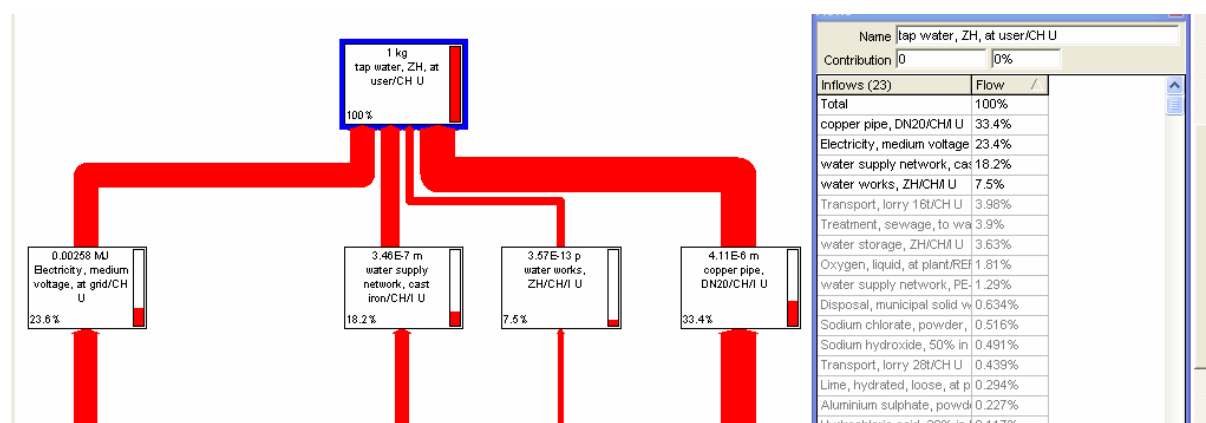 1 kg
tap water, ZH, at
user/CH U
100%
0.00258 MJ
Electricity, medium
voltage, at grid/CH
U
23.6%
3.46E-7 m
water supply
network, cast
iron/CH/I U
18.2%
3.57E-13 p
water works,
ZH/CH/I U
7.5%
4.11E-6 m
copper pipe,
DN20/CH/I U
33.4%
Name tap water, ZH, at user/CH U
Contribution 0 0%
Inflows (23) Flow
Total 100%
copper pipe, DN20/CH/I U 33.4%
Electricity, medium voltage 23.4%
water supply network, cas 18.2%
water works, ZH/CH/I U 7.5%
Transport, lorry 16t/CH U 3.98%
Treatment, sewage, to wa 3.9%
water storage, ZH/CH/I U 3.63%
Oxygen, liquid, at plant/RER 1.81%
water supply network, PE- 1.29%
Disposal, municipal solid w 0.634%
Sodium chlorate, powder, 0.516%
Sodium hydroxide, 50% in 0.491%
Transport, lorry 28t/CH U 0.439%
Lime, hydrated, loose, at p 0.294%
Aluminium sulphate, powde 0.227%